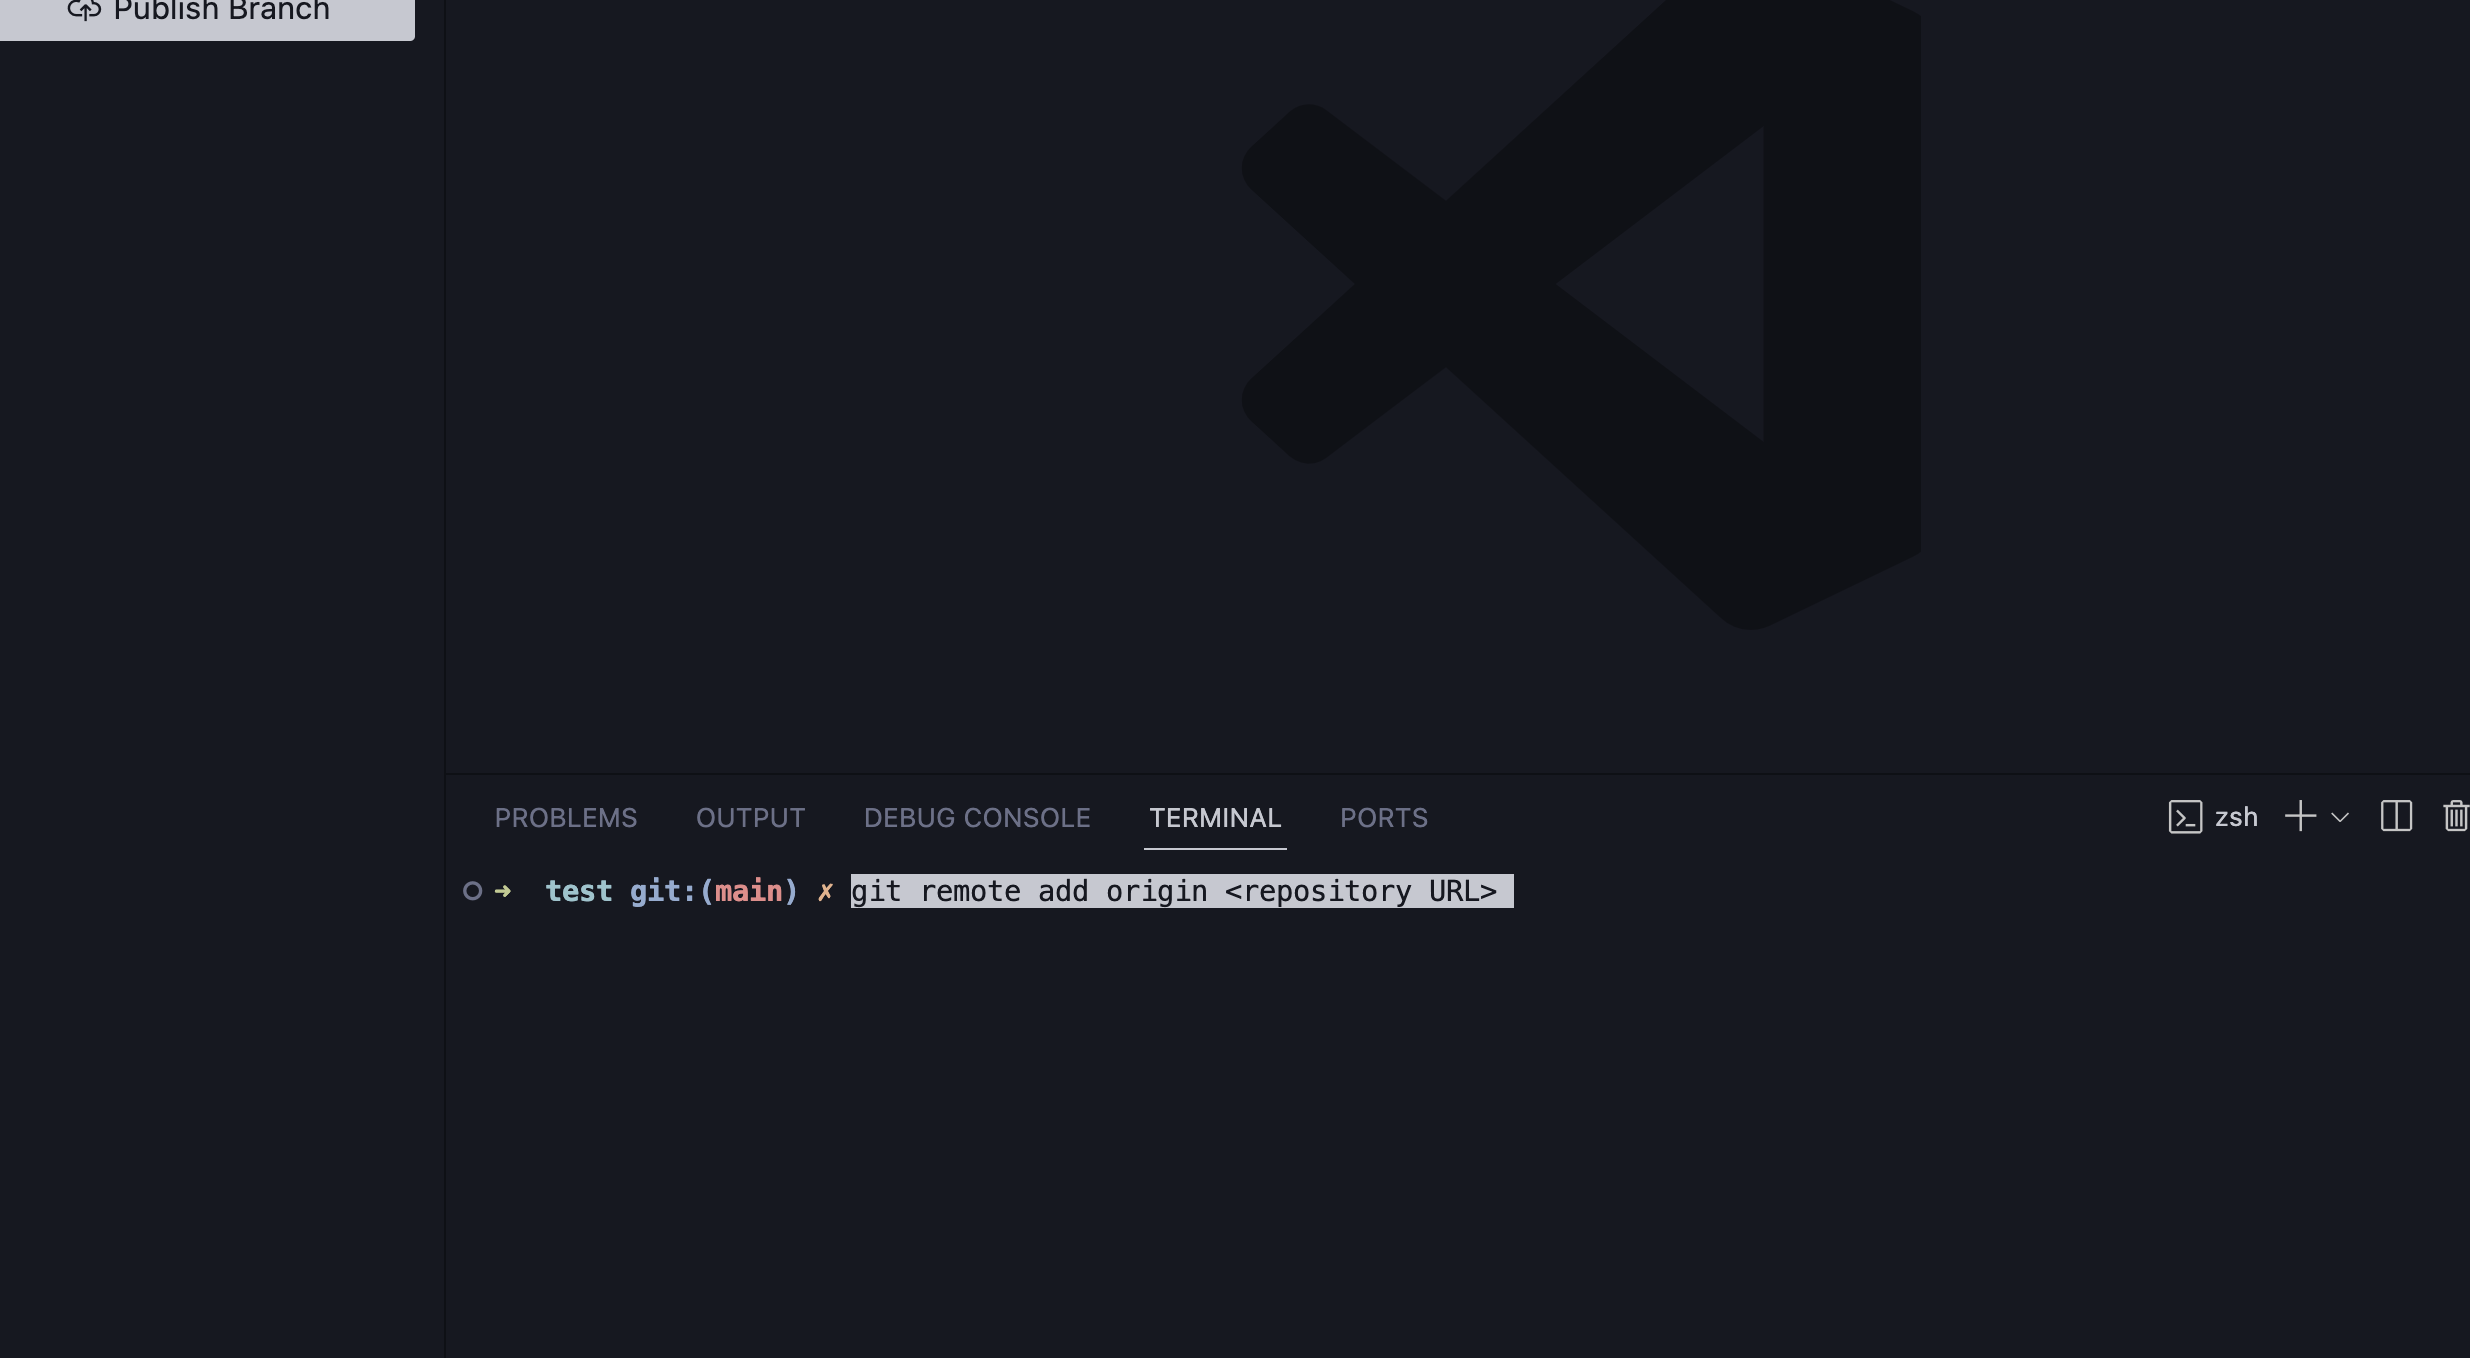 Publish Branch
PROBLEMS OUTPUT DEBUG CONSOLE TERMINAL PORTS zsh
➜ test git:(main) ✗ git remote add origin <repository URL>